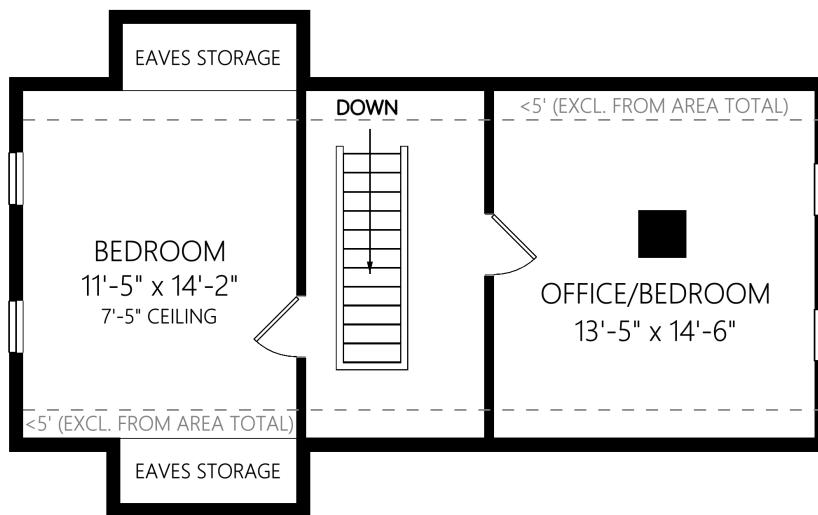 EAVES STORAGE
DOWN
<5' (EXCL. FROM AREA TOTAL)
BEDROOM
11'-5" x 14'-2"
7'-5" CEILING
OFFICE/BEDROOM
13'-5" x 14'-6"
<5' (EXCL. FROM AREA TOTAL)
EAVES STORAGE